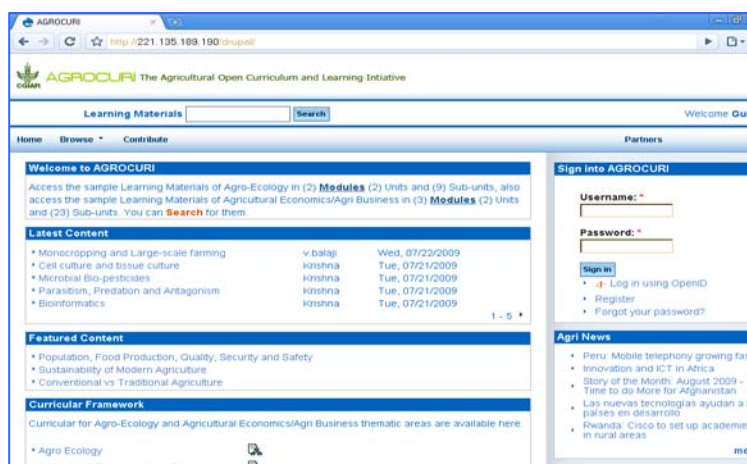 AGROCURI
http://221.135.189.190/drupal/
CGIAR
AGROCURI The Agricultural Open Curriculum and Learning Intiative
Learning Materials Search Welcome Gu
Home Browse Contribute Partners
Welcome to AGROCURI
Access the sample Learning Materials of Agro-Ecology in (2) Modules (2) Units and (9) Sub-units, also
access the sample Learning Materials of Agricultural Economics/Agri Business in (3) Modules (2) Units
and (23) Sub-units. You can Search for them.
Latest Content
Monocropping and Large-scale farming v.balaji Wed, 07/22/2009
Cell culture and tissue culture Krishna Tue, 07/21/2009
Microbial Bio-pesticides Krishna Tue, 07/21/2009
Parasitism, Predation and Antagonism Krishna Tue, 07/21/2009
Bioinformatics Krishna Tue, 07/21/2009
1 - 5
Featured Content
Population, Food Production, Quality, Security and Safety
Sustainability of Modern Agriculture
Conventional vs Traditional Agriculture
Curricular Framework
Curricular for Agro-Ecology and Agricultural Economics/Agri Business thematic areas are available here.
Agro Ecology
Sign into AGROCURI
Username: *
Password: *
Sign in
Log in using OpenID
Register
Forgot your password?
Agri News
Peru: Mobile telephony growing fas
Innovation and ICT in Africa
Story of the Month: August 2009 -
Time to do More for Afghanistan
Las nuevas tecnologías ayudan a
países en desarrollo
Rwanda: Cisco to set up academie
in rural areas
mo